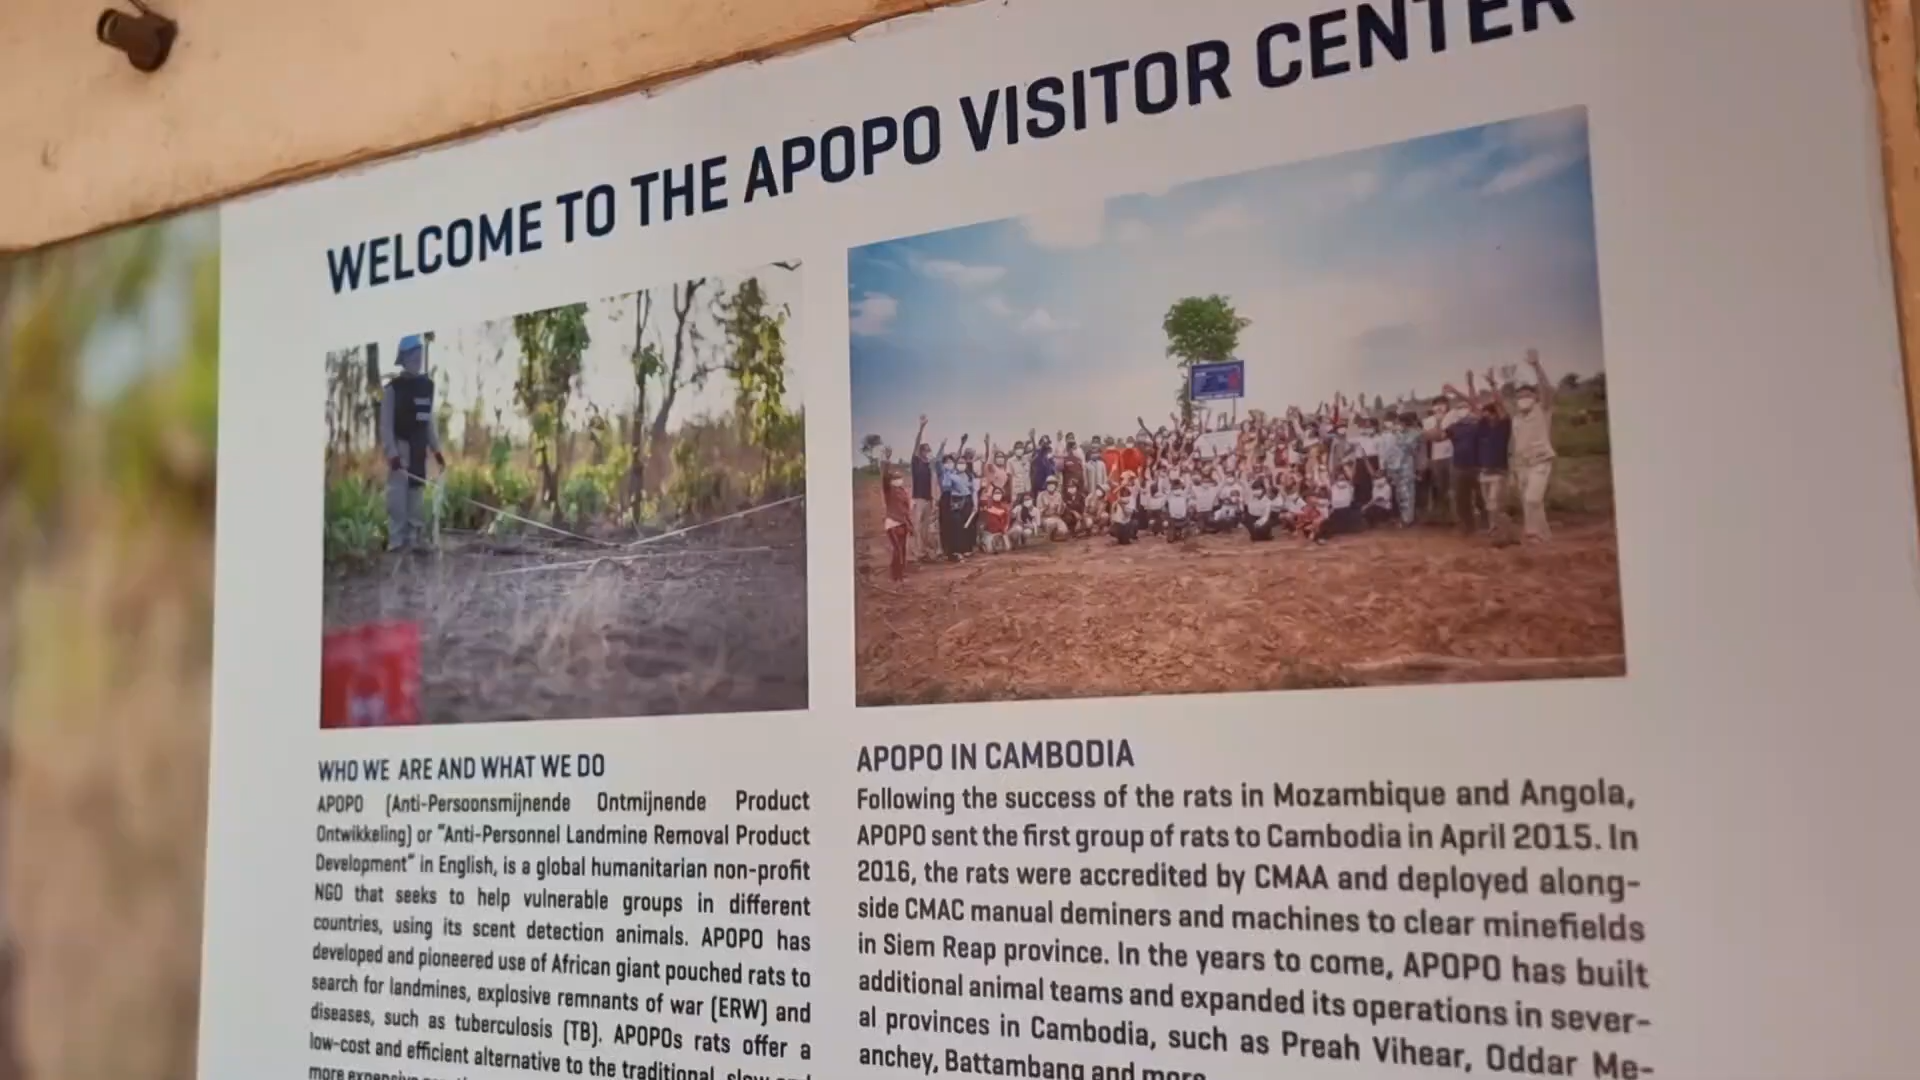 WELCOME TO THE APOPO VISITOR CENTER
WHO WE ARE AND WHAT WE DO
APOPO (Anti-Persoonsmijnende Ontmijnende Product
Ontwikkeling) or "Anti-Personnel Landmine Removal Product
Development" in English, is a global humanitarian non-profit
NGO that seeks to help vulnerable groups in different
countries, using its scent detection animals. APOPO has
developed and pioneered use of African giant pouched rats to
search for landmines, explosive remnants of war (ERW) and
diseases, such as tuberculosis (TB). APOPOs rats offer a
low-cost and efficient alternative to the traditional, slow and
more expensive
APOPO IN CAMBODIA
Following the success of the rats in Mozambique and Angola,
APOPO sent the first group of rats to Cambodia in April 2015. In
2016, the rats were accredited by CMAA and deployed along-
side CMAC manual deminers and machines to clear minefields
in Siem Reap province. In the years to come, APOPO has built
additional animal teams and expanded its operations in sever-
al provinces in Cambodia, such as Preah Vihear, Oddar Me-
anchey, Battambang and more